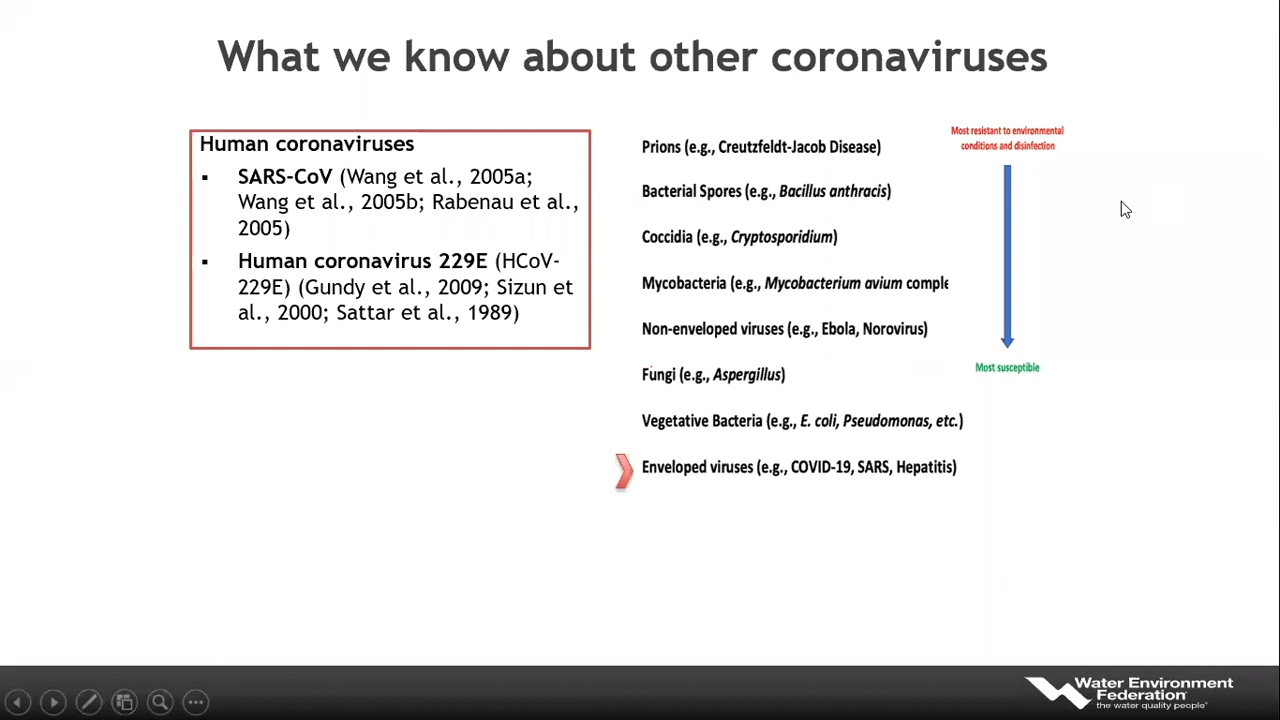 What we know about other coronaviruses
Human coronaviruses
▪ SARS-CoV (Wang et al., 2005a;
Wang et al., 2005b; Rabenau et al.,
2005)
▪ Human coronavirus 229E (HCoV-
229E) (Gundy et al., 2009; Sizun et
al., 2000; Sattar et al., 1989)
Prions (e.g., Creutzfeldt-Jacob Disease)
Bacterial Spores (e.g., Bacillus anthracis)
Coccidia (e.g., Cryptosporidium)
Mycobacteria (e.g., Mycobacterium avium comple
Non-enveloped viruses (e.g., Ebola, Norovirus)
Fungi (e.g., Aspergillus)
Vegetative Bacteria (e.g., E. coli, Pseudomonas, etc.)
Enveloped viruses (e.g., COVID-19, SARS, Hepatitis)
Most resistant to environmental
conditions and disinfection
Most susceptible
Water Environment
Federation
the water quality people®